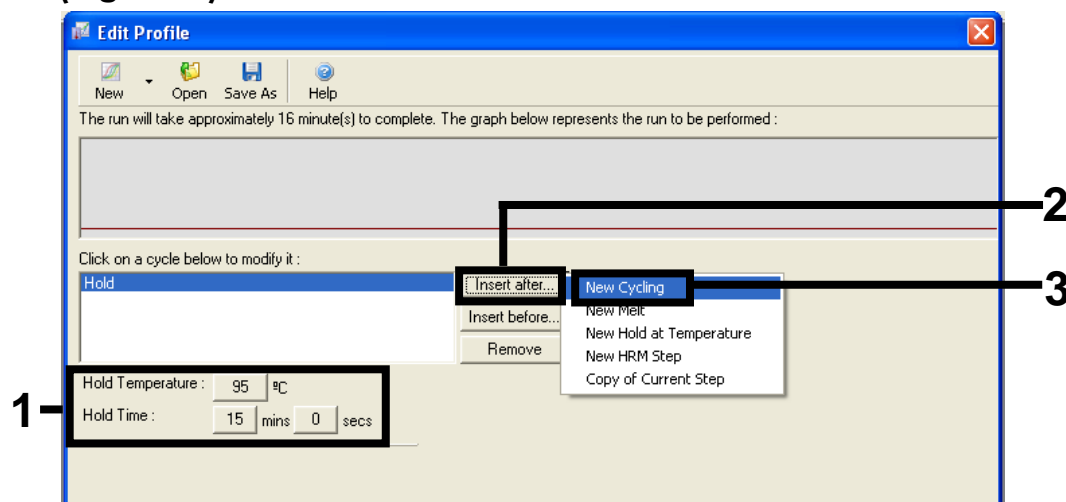 Edit Profile
New Open Save As Help
The run will take approximately 16 minute(s) to complete. The graph below represents the run to be performed :
2
Click on a cycle below to modify it :
Hold
Insert after...
New Cycling
3
Insert before...
New Melt
New Hold at Temperature
Remove
New HRM Step
Copy of Current Step
1
Hold Temperature : 95 ºC
Hold Time : 15 mins 0 secs